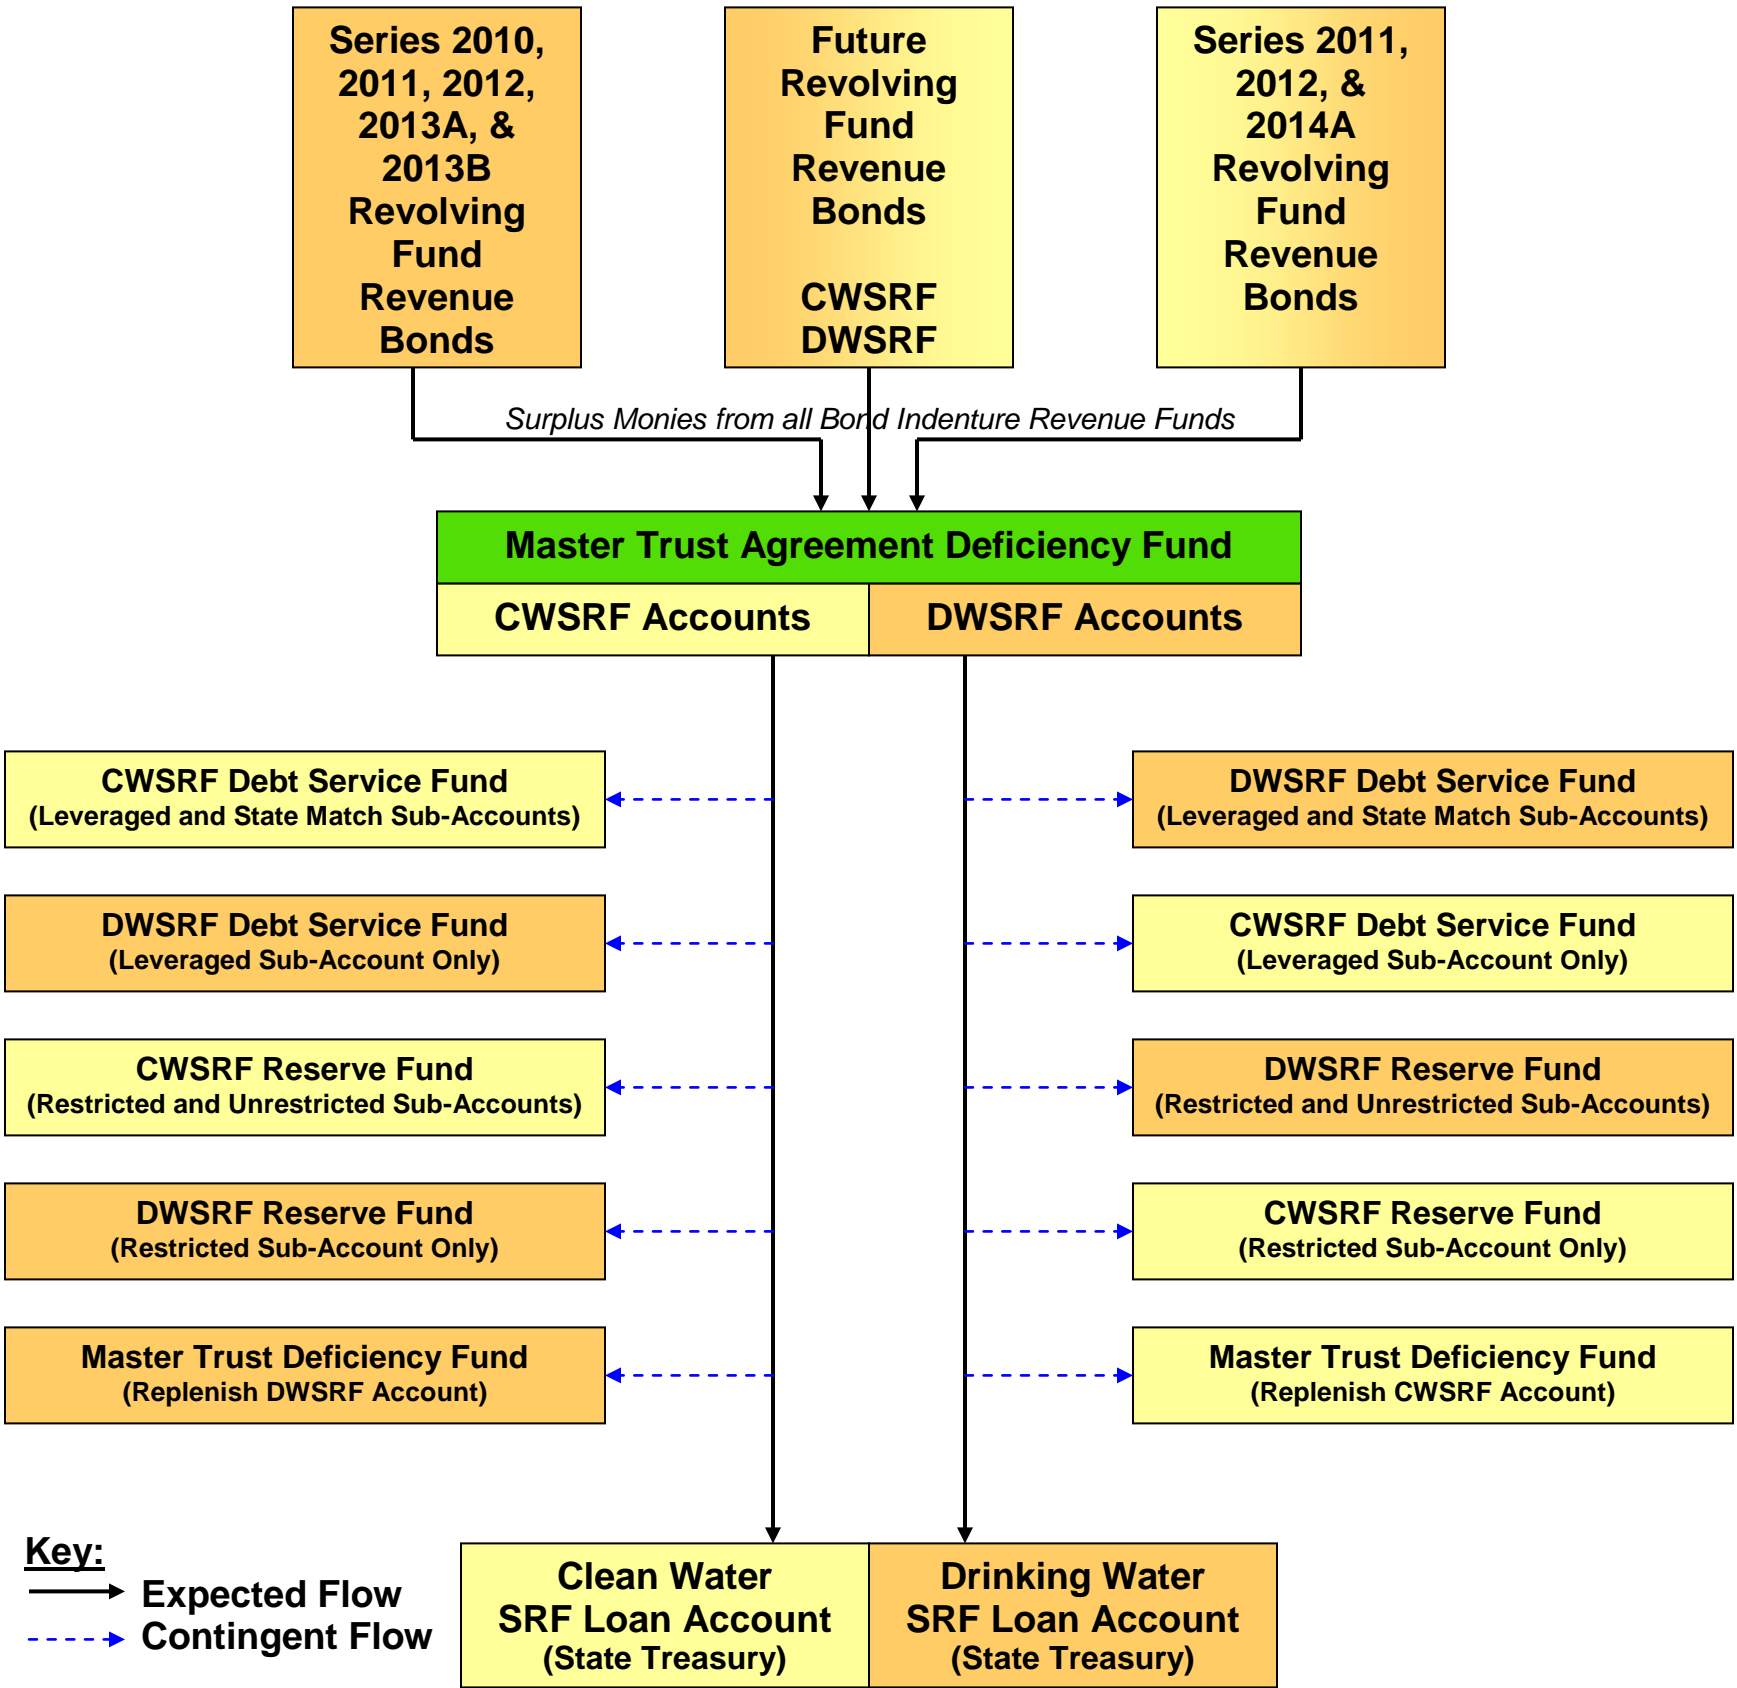 Series 2010,
2011, 2012,
2013A, &
2013B
Revolving
Fund
Revenue
Bonds
Future
Revolving
Fund
Revenue
Bonds
CWSRF
DWSRF
Series 2011,
2012, &
2014A
Revolving
Fund
Revenue
Bonds
Surplus Monies from all Bond Indenture Revenue Funds
Master Trust Agreement Deficiency Fund
CWSRF Accounts
DWSRF Accounts
CWSRF Debt Service Fund
(Leveraged and State Match Sub-Accounts)
DWSRF Debt Service Fund
(Leveraged and State Match Sub-Accounts)
DWSRF Debt Service Fund
(Leveraged Sub-Account Only)
CWSRF Debt Service Fund
(Leveraged Sub-Account Only)
CWSRF Reserve Fund
(Restricted and Unrestricted Sub-Accounts)
DWSRF Reserve Fund
(Restricted and Unrestricted Sub-Accounts)
DWSRF Reserve Fund
(Restricted Sub-Account Only)
CWSRF Reserve Fund
(Restricted Sub-Account Only)
Master Trust Deficiency Fund
(Replenish DWSRF Account)
Master Trust Deficiency Fund
(Replenish CWSRF Account)
Key:
Expected Flow
Contingent Flow
Clean Water
SRF Loan Account
(State Treasury)
Drinking Water
SRF Loan Account
(State Treasury)